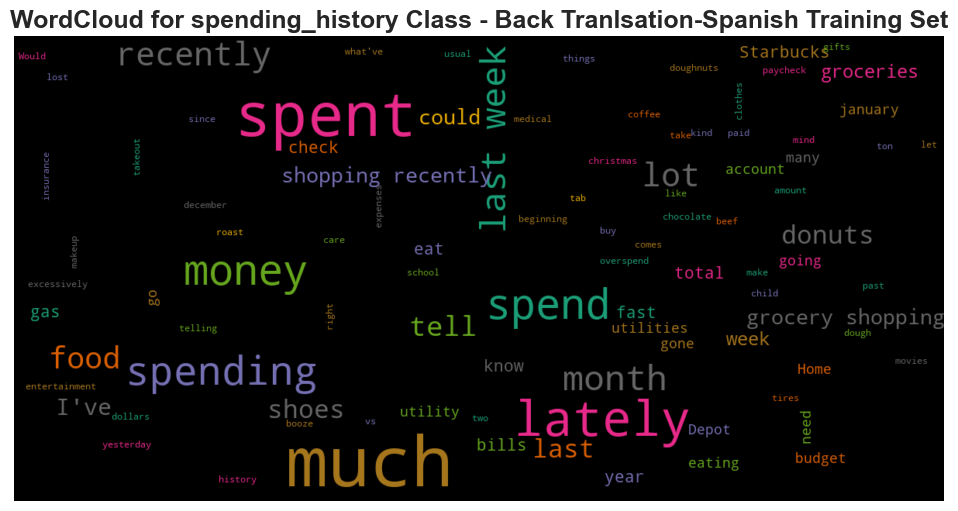 WordCloud for spending_history Class - Back Tranlsation-Spanish Training Set
Would
lost
recently
what've
usual
things
Starbucks
gifts
doughnuts
paycheck
groceries
spent
could
last week
medical
coffee
clothes
january
since
check
take
kind
paid
mind
ton
let
insurance
takeout
shopping recently
christmas
lot
many
account
like
amount
tab
december
expenses
beginning
chocolate
beef
roast
care
buy
donuts
makeup
eat
comes
overspend
going
money
school
total
make
excessively
child
past
go
spend
fast
gas
right
telling
tell
utilities
grocery shopping
dough
gone
week
food
spending
know
month
movies
entertainment
Home
I've
shoes
tires
dollars
booze
vs
utility
two
lately
Depot
need
yesterday
much
bills
last
eating
budget
history
year